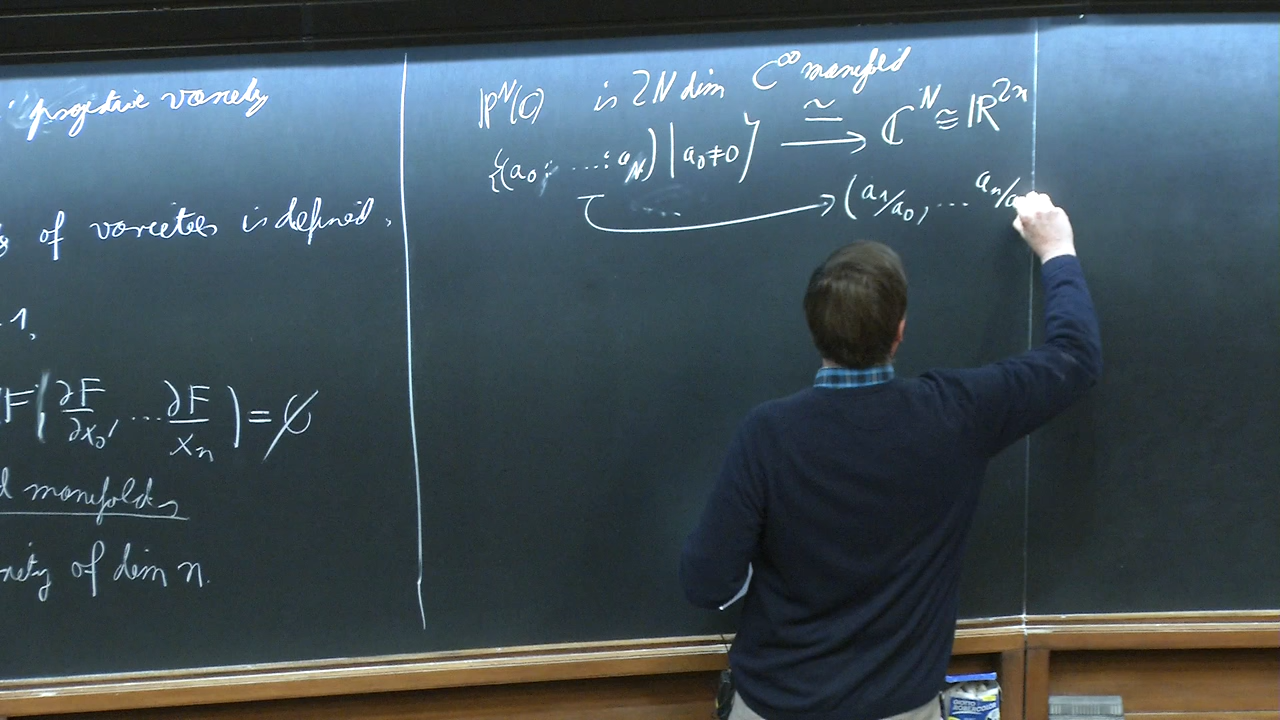 projective variety
of varieties is defined.
1.
F, ∂F/∂x₀, ... ∂F/xₙ ) = ∅
d manifolds
riety of dim n.
ℙᴺ(ℂ) is 2N dim C^∞ manifold
{(a₀: ...: a_N) | a₀≠0} ≃⟶ ℂᴺ ≅ ℝ²ⁿ
... ⟼ (a₁/a₀, ... aₙ/a